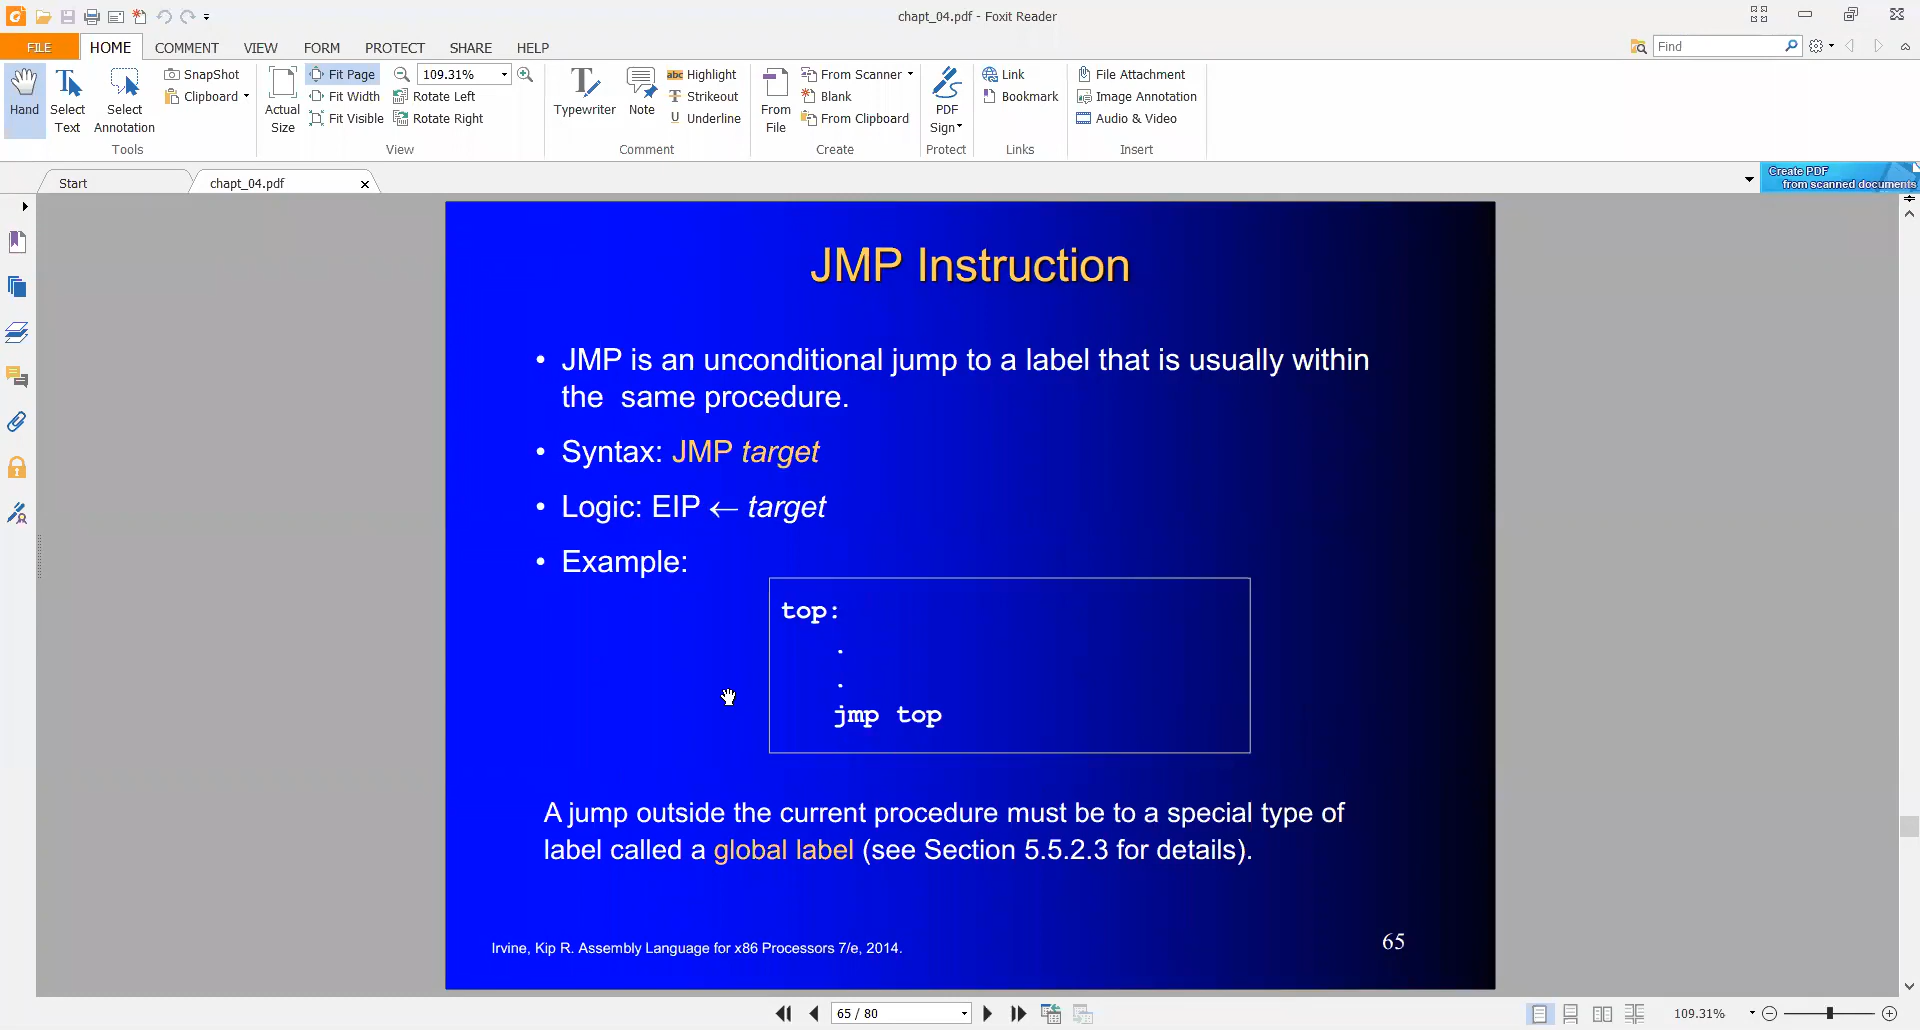 chapt_04.pdf - Foxit Reader
FILE HOME COMMENT VIEW FORM PROTECT SHARE HELP Find
Hand
Select
Text
Select
Annotation
SnapShot
Clipboard
Tools
Actual
Size
Fit Page
Fit Width
Fit Visible
109.31%
Rotate Left
Rotate Right
View
Typewriter
Note
abc Highlight
T Strikeout
U Underline
Comment
From
File
From Scanner
Blank
From Clipboard
Create
PDF
Sign
Protect
Link
Bookmark
Links
File Attachment
Image Annotation
Audio & Video
Insert
Start
chapt_04.pdf
Create PDF
from scanned documents
JMP Instruction
• JMP is an unconditional jump to a label that is usually within
the same procedure.
• Syntax: JMP target
• Logic: EIP ← target
• Example:
top:
.
.
jmp top
A jump outside the current procedure must be to a special type of
label called a global label (see Section 5.5.2.3 for details).
Irvine, Kip R. Assembly Language for x86 Processors 7/e, 2014.
65
65 / 80
109.31%